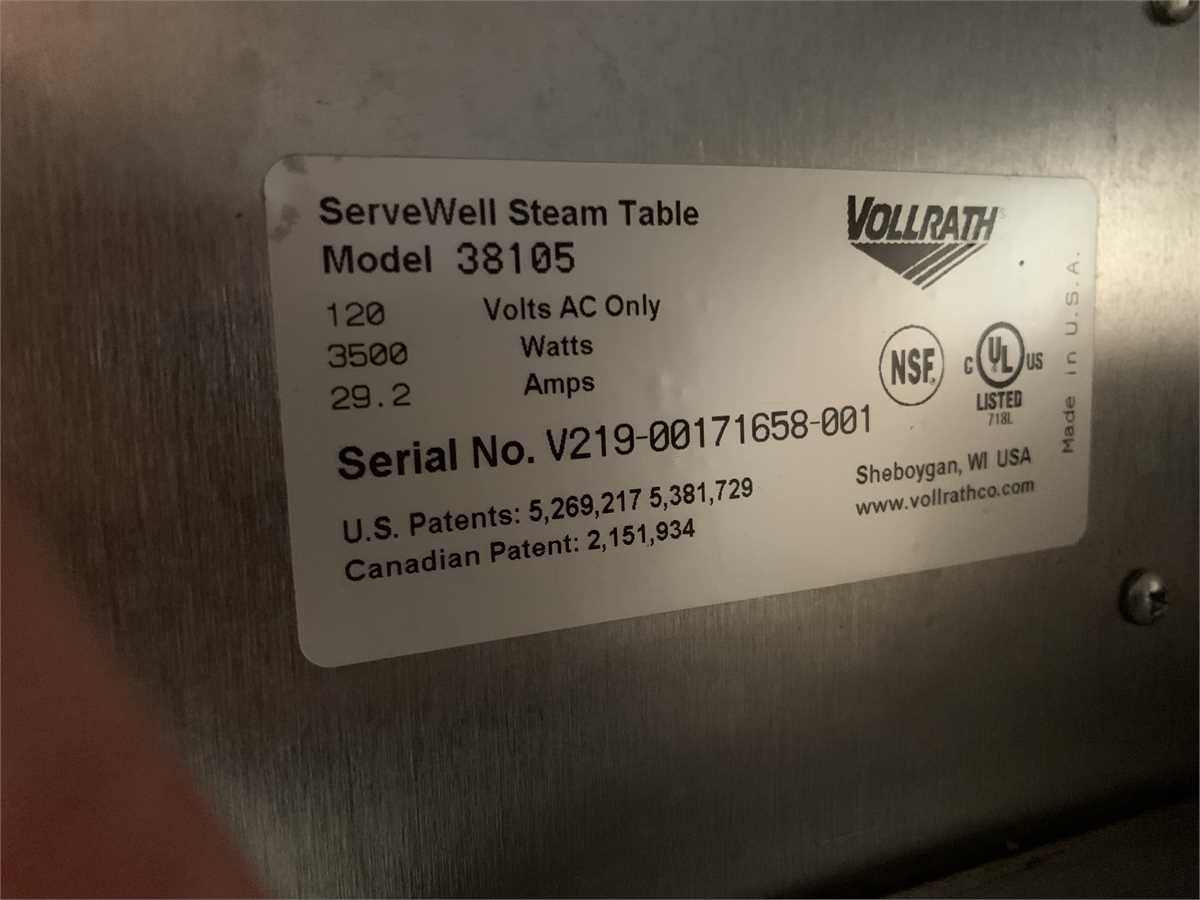 ServeWell Steam Table
Model 38105
120 Volts AC Only
3500 Watts
29.2 Amps
Serial No. V219-00171658-001
U.S. Patents: 5,269,217 5,381,729
Canadian Patent: 2,151,934
VOLLRATH
NSF.
C UL US
LISTED
718L
Sheboygan, WI USA
www.vollrathco.com
Made in U.S.A.